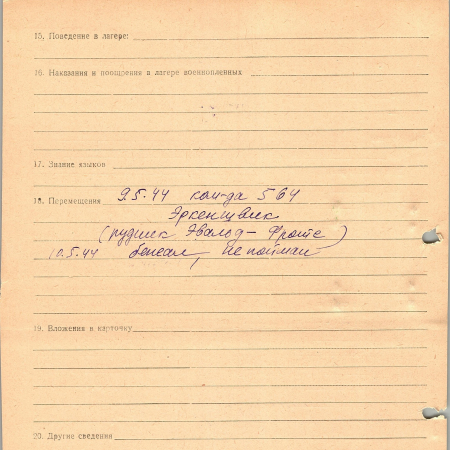 15. Поведение в лагере:
16. Наказания и поощрения в лагере военнопленных
17. Знание языков
18. Перемещения 9.5.44 ком-да 564
Эркеншвик
(рудник Эвальд-Фортс)
10.5.44 бежал, не пойман
19. Вложения в карточку
20. Другие сведения